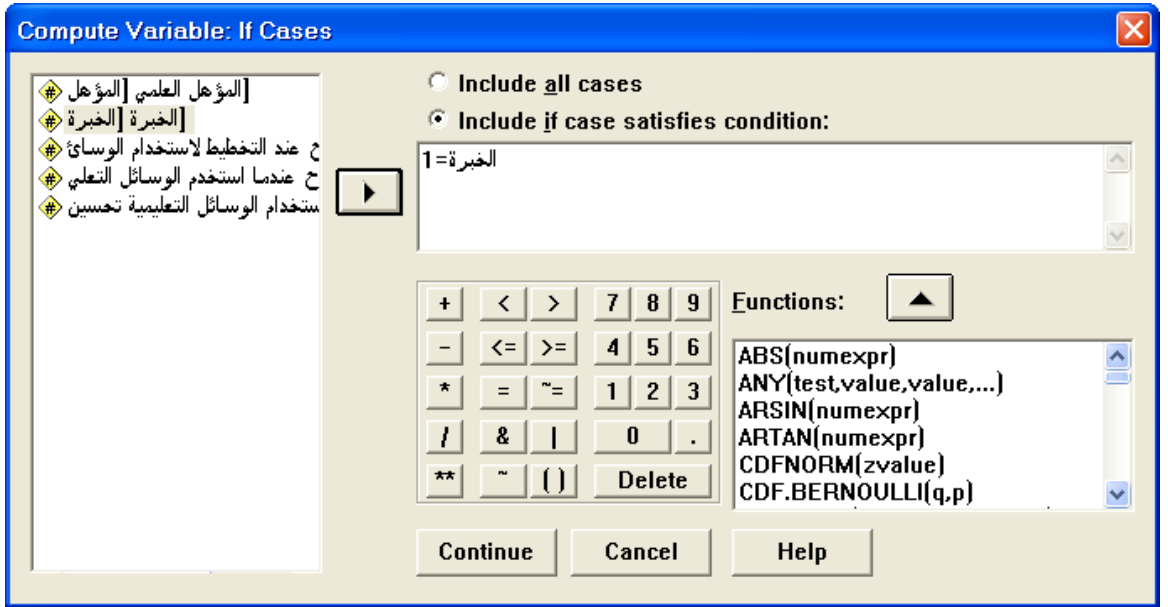 Compute Variable: If Cases
المؤهل العلمي [المؤهل]
الخبرة [الخبرة]
ح عند التخطيط لاستخدام الوسائ
ح عندما استخدم الوسائل التعلي
ستخدام الوسائل التعليمية تحسين
Include all cases
Include if case satisfies condition:
الخبرة=1
+ < > 7 8 9
- <= >= 4 5 6
* = ~= 1 2 3
/ & | 0 .
** ~ () Delete
Functions:
ABS(numexpr)
ANY(test,value,value,...)
ARSIN(numexpr)
ARTAN(numexpr)
CDFNORM(zvalue)
CDF.BERNOULLI(q,p)
Continue Cancel Help